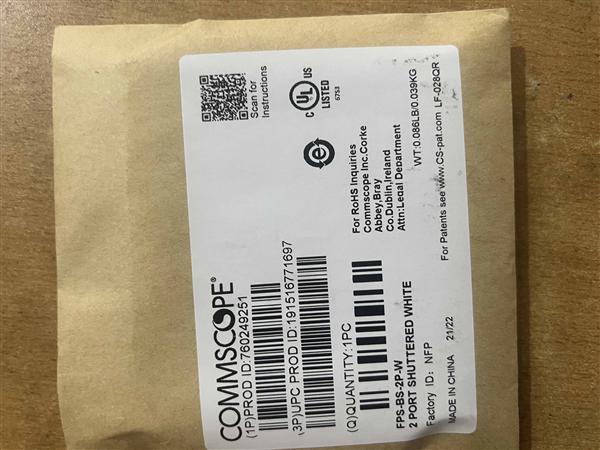 COMMSCOPE®
(1P)PROD ID:760249251
(3P)UPC PROD ID:191516771697
(Q)QUANTITY:1PC
FPS-BS-2P-W
2 PORT SHUTTERED WHITE
Factory ID: NFP
MADE IN CHINA 21/22
Scan for
Instructions
C UL US
LISTED
6753
e
For RoHS Inquiries
Commscope Inc.Corke
Abbey,Bray
Co.Dublin,Ireland
Attn:Legal Department
WT:0.086LB/0.039KG
For Patents see www.CS-pat.com LF-028QR